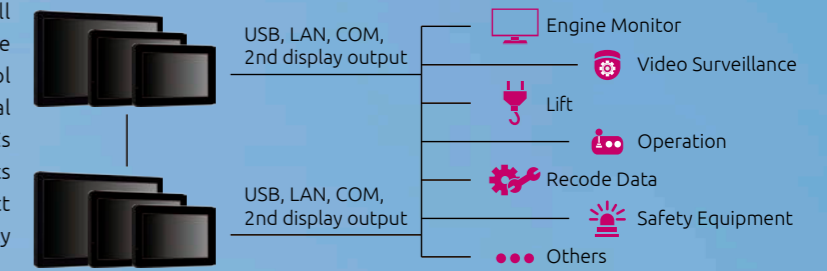 USB, LAN, COM,
2nd display output
USB, LAN, COM,
2nd display output
Engine Monitor
Video Surveillance
Lift
Operation
Recode Data
Safety Equipment
Others